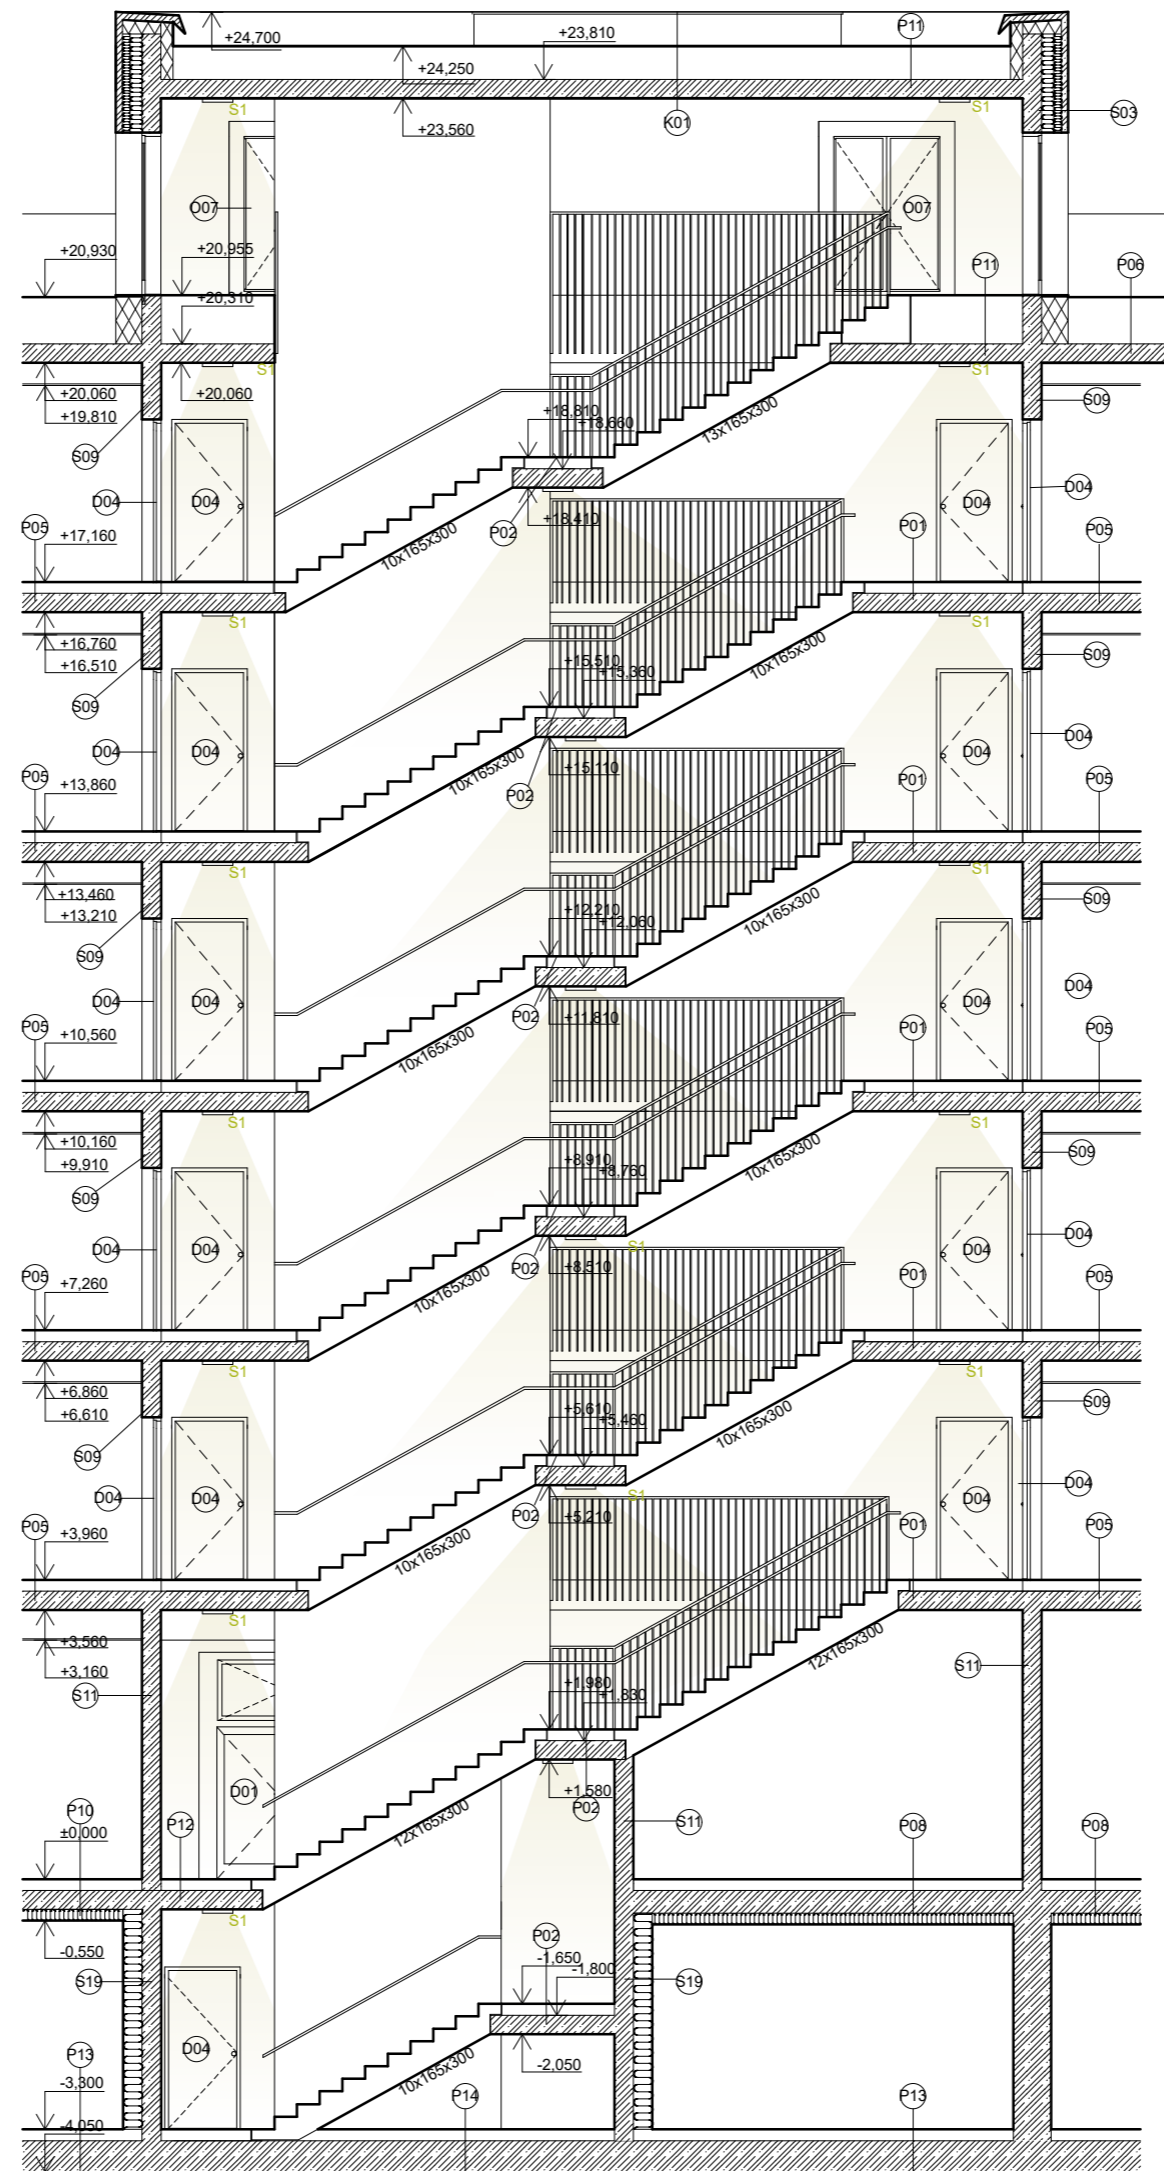 +24,700
+23,810
P11
+24,250
S1
S1
+23,560
K01
S03
O07
O07
+20,930
+20,955
P11
P06
+20,310
S1
S1
+20,060
+20,060
+19,810
S09
S09
+18,810
+18,660
13x165x300
S09
D04
D04
D04
D04
P05
+18,410
P01
P05
+17,160
P02
10x165x300
S1
S1
+16,760
+16,510
S09
+15,510
+15,360
10x165x300
S09
D04
D04
D04
D04
P05
+15,110
P01
P05
+13,860
10x165x300
P02
S1
S1
+13,460
+13,210
S09
+12,210
+12,060
10x165x300
S09
D04
D04
D04
D04
P05
+11,810
P01
P05
+10,560
P02
10x165x300
S1
S1
+10,160
+9,910
S09
+8,910
+8,760
10x165x300
S09
D04
D04
D04
D04
S1
P05
+8,510
P01
P05
+7,260
P02
10x165x300
S1
S1
+6,860
+6,610
S09
+5,610
+5,460
10x165x300
S09
D04
D04
D04
D04
S1
P05
+5,210
P01
P05
+3,960
P02
10x165x300
S1
+3,560
+3,160
12x165x300
S11
S11
+1,980
+1,830
D01
+1,580
P10
P12
P02
S11
P08
P08
±0,000
12x165x300
S1
-0,550
P02
-1,650
-1,800
S19
S19
D04
P13
-2,050
-3,300
10x165x300
P14
P13
-4,050